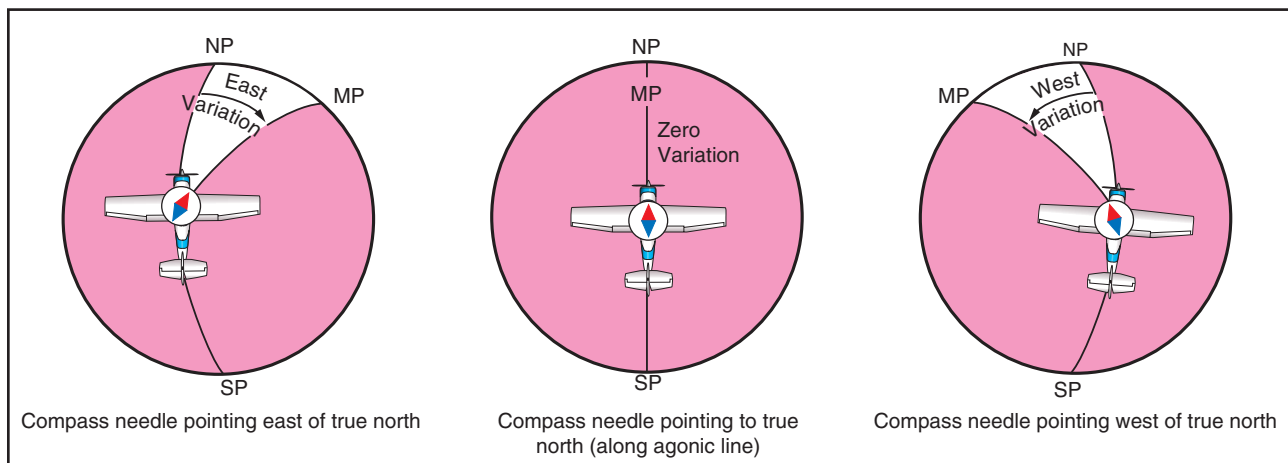 NP
East
Variation
MP
SP
Compass needle pointing east of true north
NP
MP
Zero
Variation
SP
Compass needle pointing to true
north (along agonic line)
NP
MP
West
Variation
SP
Compass needle pointing west of true north